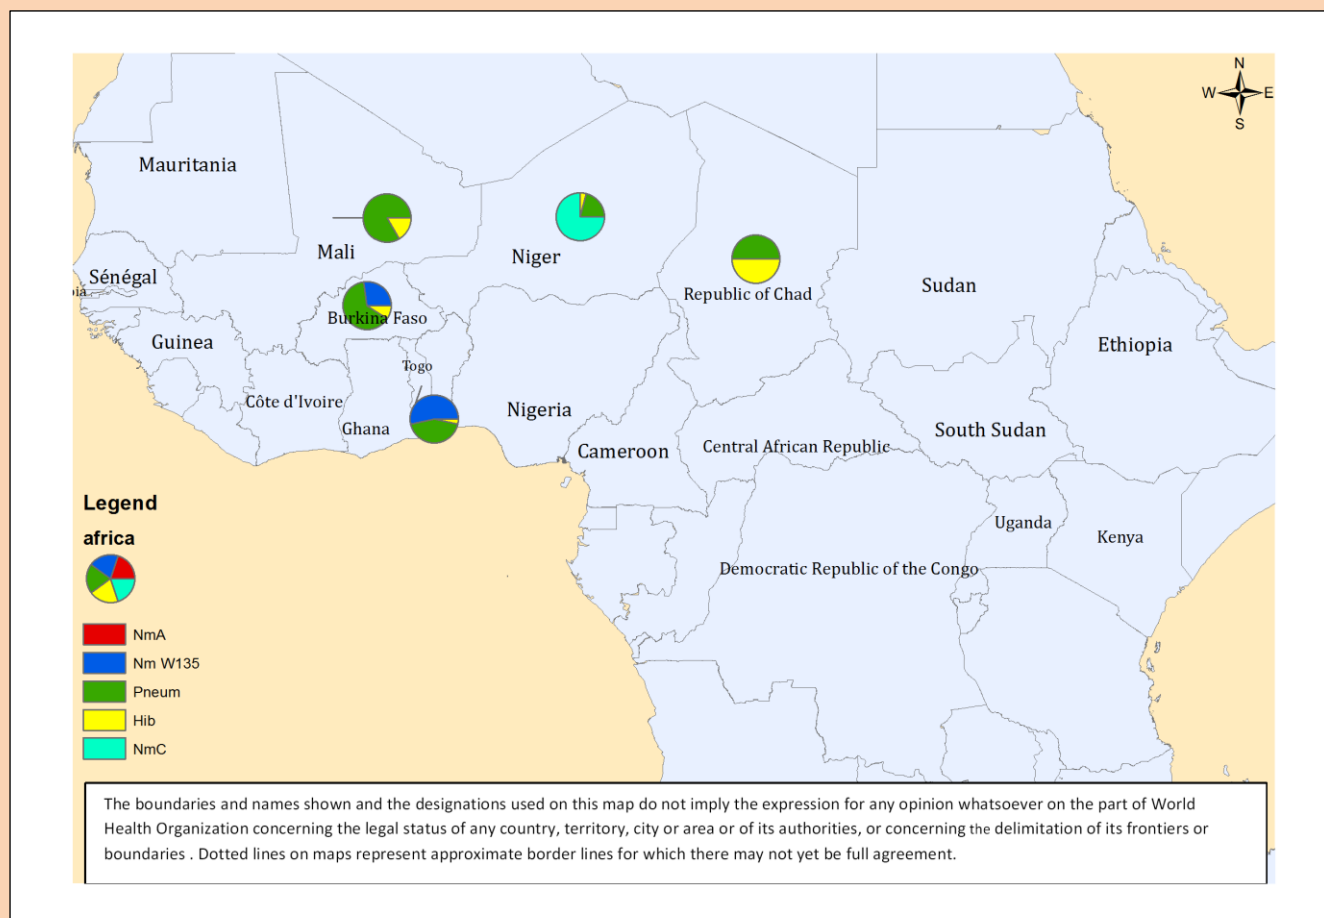 N
W E
S
Mauritania
Mali
Niger
Republic of Chad
Sudan
Sénégal
Burkina Faso
Guinea
Ethiopia
Togo
Côte d'Ivoire
Ghana
Nigeria
South Sudan
Cameroon
Central African Republic
Uganda
Kenya
Democratic Republic of the Congo
Legend
africa
NmA
Nm W135
Pneum
Hib
NmC
The boundaries and names shown and the designations used on this map do not imply the expression for any opinion whatsoever on the part of World
Health Organization concerning the legal status of any country, territory, city or area or of its authorities, or concerning the delimitation of its frontiers or
boundaries . Dotted lines on maps represent approximate border lines for which there may not yet be full agreement.